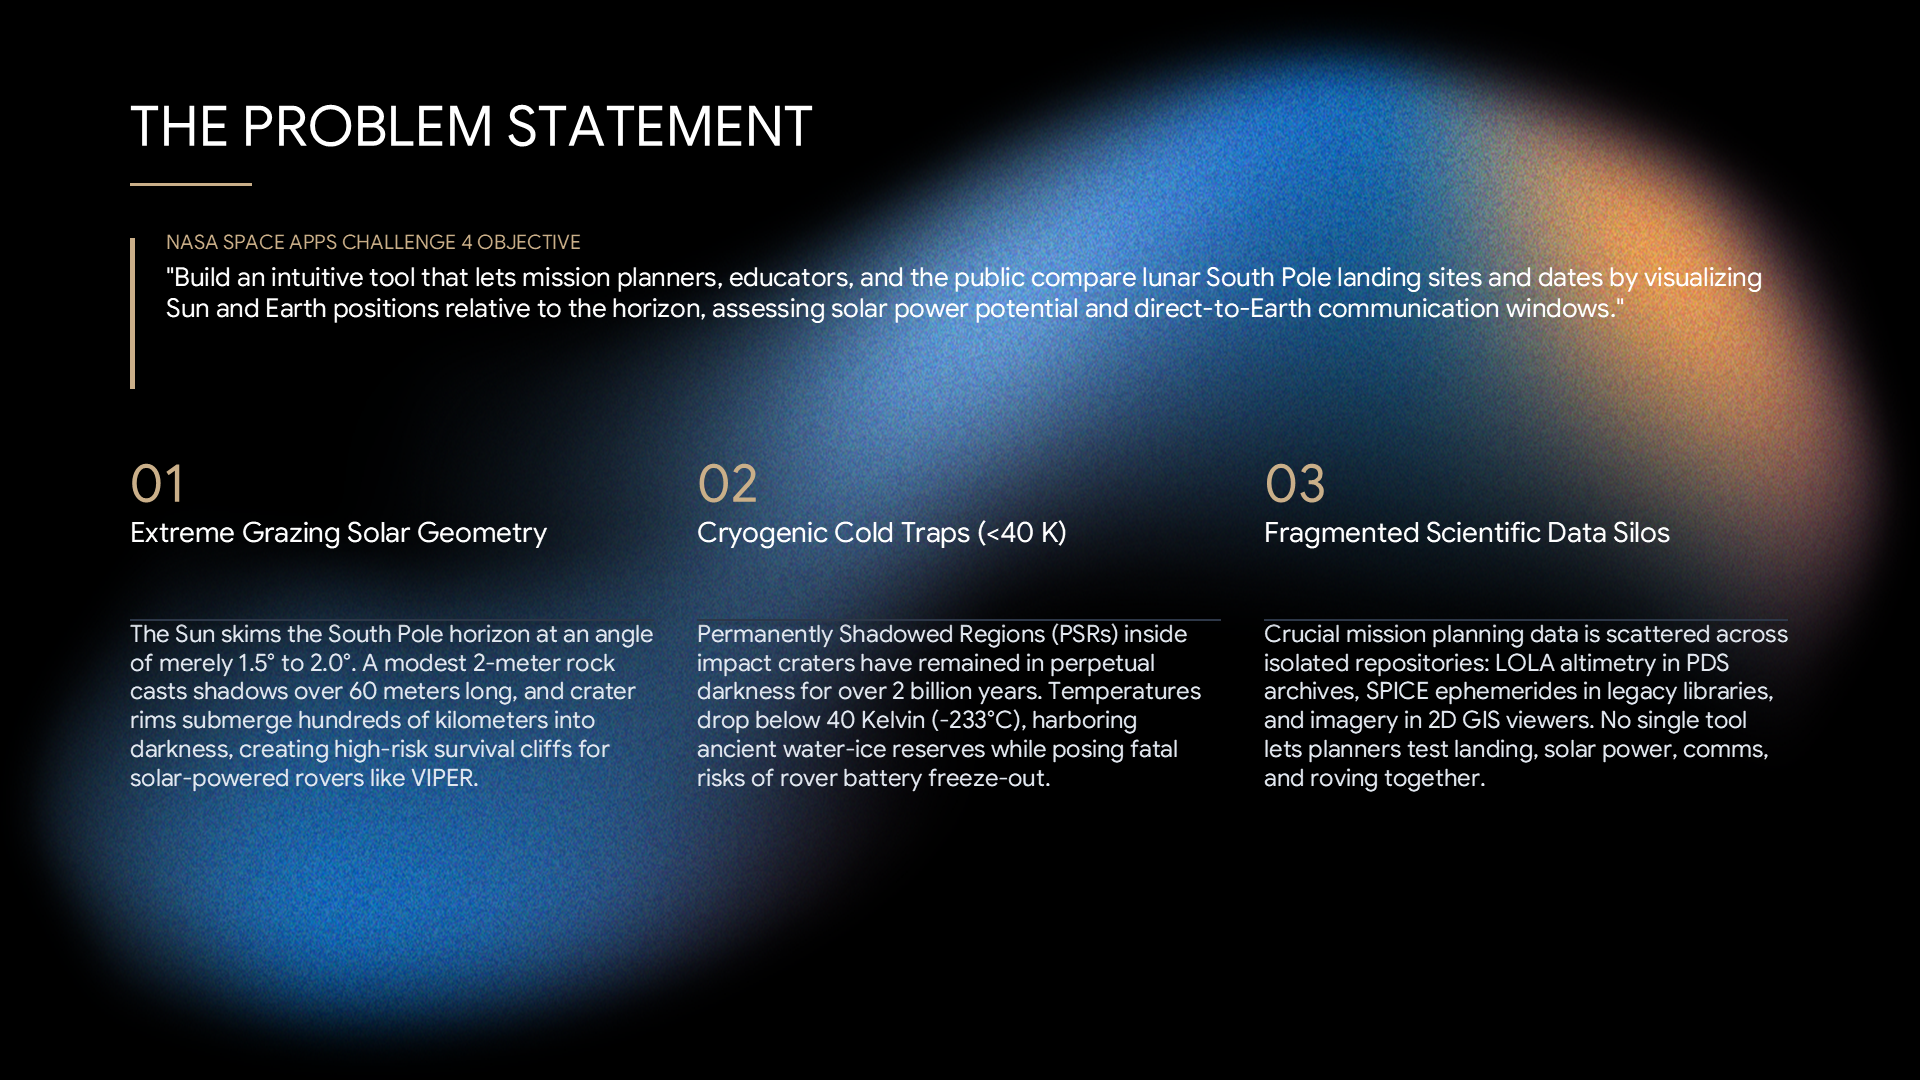 THE PROBLEM STATEMENT
NASA SPACE APPS CHALLENGE 4 OBJECTIVE
"Build an intuitive tool that lets mission planners, educators, and the public compare lunar South Pole landing sites and dates by visualizing
Sun and Earth positions relative to the horizon, assessing solar power potential and direct-to-Earth communication windows."
01
Extreme Grazing Solar Geometry
The Sun skims the South Pole horizon at an angle
of merely 1.5° to 2.0°. A modest 2-meter rock
casts shadows over 60 meters long, and crater
rims submerge hundreds of kilometers into
darkness, creating high-risk survival cliffs for
solar-powered rovers like VIPER.
02
Cryogenic Cold Traps (<40 K)
Permanently Shadowed Regions (PSRs) inside
impact craters have remained in perpetual
darkness for over 2 billion years. Temperatures
drop below 40 Kelvin (-233°C), harboring
ancient water-ice reserves while posing fatal
risks of rover battery freeze-out.
03
Fragmented Scientific Data Silos
Crucial mission planning data is scattered across
isolated repositories: LOLA altimetry in PDS
archives, SPICE ephemerides in legacy libraries,
and imagery in 2D GIS viewers. No single tool
lets planners test landing, solar power, comms,
and roving together.